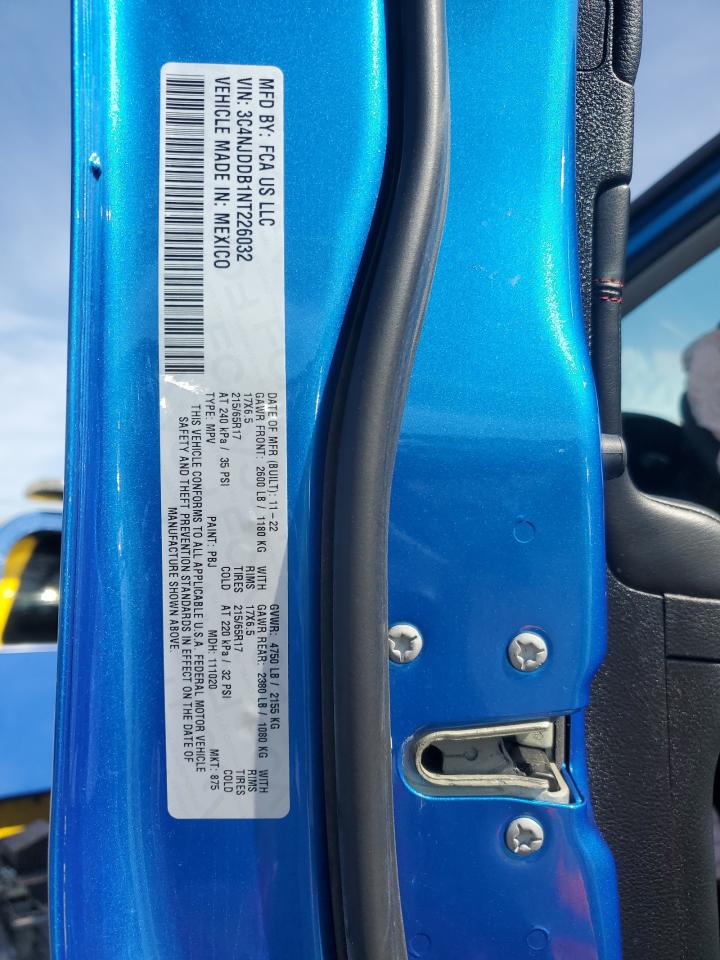 MFD BY: FCA US LLC
VIN: 3C4NJDDB1NT226032
VEHICLE MADE IN: MEXICO
DATE OF MFR (BUILT): 11-22 GVWR: 4750 LB / 2155 KG
GAWR FRONT: 2600 LB / 1180 KG WITH GAWR REAR: 2380 LB / 1080 KG WITH
17X6.5 RIMS 17X6.5 RIMS
215/65R17 TIRES 215/65R17 TIRES
AT 240 kPa / 35 PSI COLD AT 220 kPa / 32 PSI COLD
TYPE: MPV PAINT: PBJ MDH: 111020 MKT: 875
THIS VEHICLE CONFORMS TO ALL APPLICABLE U.S.A. FEDERAL MOTOR VEHICLE
SAFETY AND THEFT PREVENTION STANDARDS IN EFFECT ON THE DATE OF
MANUFACTURE SHOWN ABOVE.